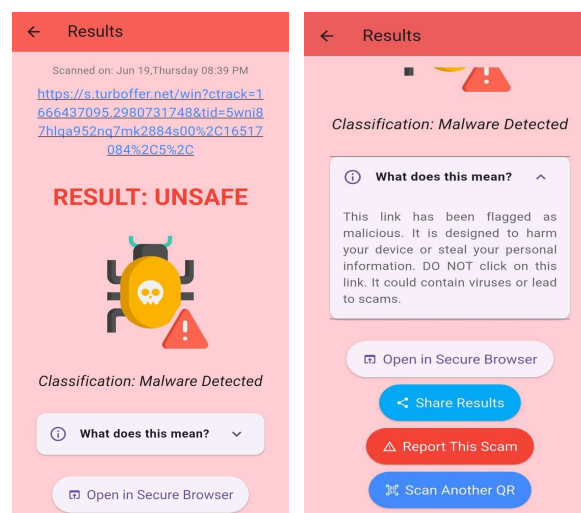 Results
Scanned on: Jun 19,Thursday 08:39 PM
https://s.turboffer.net/win?ctrack=1
666437095.2980731748&tid=5wni8
7hlqa952nq7mk2884s00%2C16517
084%2C5%2C
RESULT: UNSAFE
Classification: Malware Detected
What does this mean?
Open in Secure Browser
Results
Classification: Malware Detected
What does this mean?
This link has been flagged as
malicious. It is designed to harm
your device or steal your personal
information. DO NOT click on this
link. It could contain viruses or lead
to scams.
Open in Secure Browser
Share Results
Report This Scam
Scan Another QR